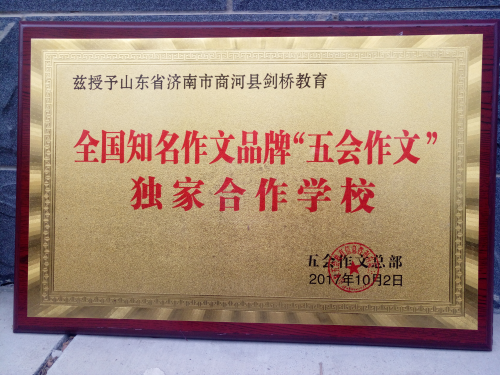 兹授予山东省济南市商河县剑桥教育
全国知名作文品牌“五会作文”
独家合作学校
五会作文总部
2017年10月2日